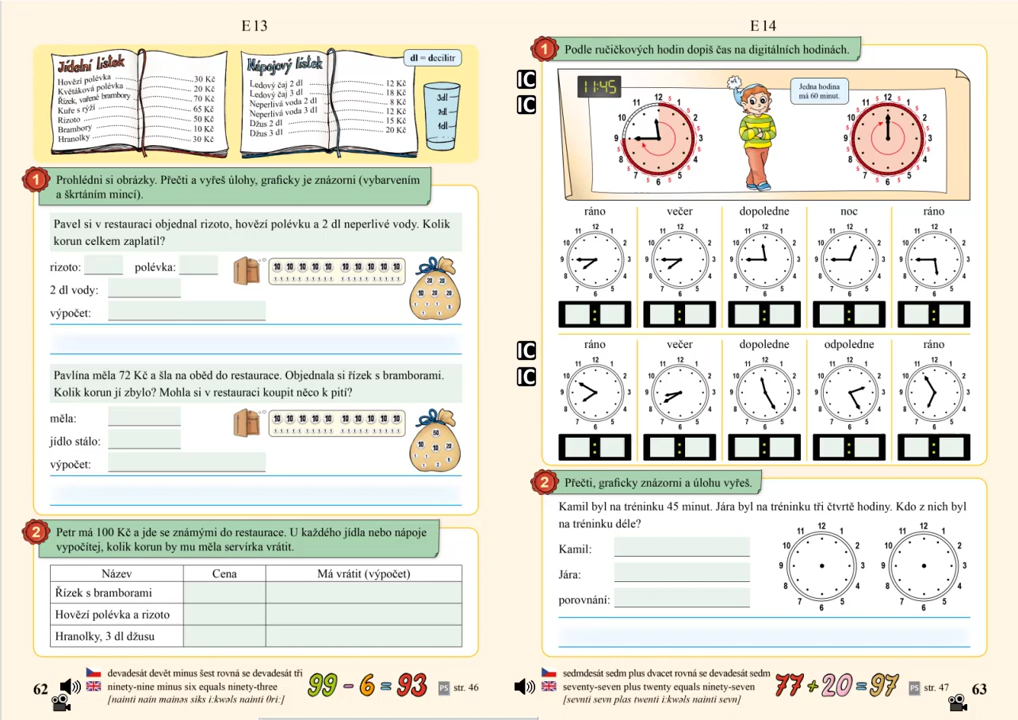 E 13
Jídelní lístek
Hovězí polévka 30 Kč
Květáková polévka 20 Kč
Řízek, vařené brambory 70 Kč
Kuře s rýží 65 Kč
Rizoto 50 Kč
Brambory 10 Kč
Hranolky 30 Kč
Nápojový lístek
Ledový čaj 2 dl 12 Kč
Ledový čaj 3 dl 18 Kč
Neperlivá voda 2 dl 8 Kč
Neperlivá voda 3 dl 12 Kč
Džus 2 dl 15 Kč
Džus 3 dl 20 Kč
dl = decilitr
3dl
2dl
1dl
1 Prohlédni si obrázky. Přečti a vyřeš úlohy, graficky je znázorni (vybarvením
a škrtáním mincí).
Pavel si v restauraci objednal rizoto, hovězí polévku a 2 dl neperlivé vody. Kolik
korun celkem zaplatil?
rizoto: polévka:
2 dl vody:
výpočet:
Pavlína měla 72 Kč a šla na oběd do restaurace. Objednala si řízek s bramborami.
Kolik korun jí zbylo? Mohla si v restauraci koupit něco k pití?
měla:
jídlo stálo:
výpočet:
2 Petr má 100 Kč a jde se známými do restaurace. U každého jídla nebo nápoje
vypočítej, kolik korun by mu měla servírka vrátit.
Název Cena Má vrátit (výpočet)
Řízek s bramborami
Hovězí polévka a rizoto
Hranolky, 3 dl džusu
62
devadesát devět minus šest rovná se devadesát tři
ninety-nine minus six equals ninety-three
[nainti nain mainəs siks i:kwəls nainti θri:]
99 - 6 = 93
PS str. 46
E 14
1 Podle ručičkových hodin dopiš čas na digitálních hodinách.
IC
IC
11:45
Jedna hodina
má 60 minut.
ráno večer dopoledne noc ráno
IC
IC
ráno večer dopoledne odpoledne ráno
2 Přečti, graficky znázorni a úlohu vyřeš.
Kamil byl na tréninku 45 minut. Jára byl na tréninku tři čtvrtě hodiny. Kdo z nich byl
na tréninku déle?
Kamil:
Jára:
porovnání:
sedmdesát sedm plus dvacet rovná se devadesát sedm
seventy-seven plus twenty equals ninety-seven
[sevnti sevn plas twenti i:kwəls nainti sevn]
77 + 20 = 97
PS str. 47
63